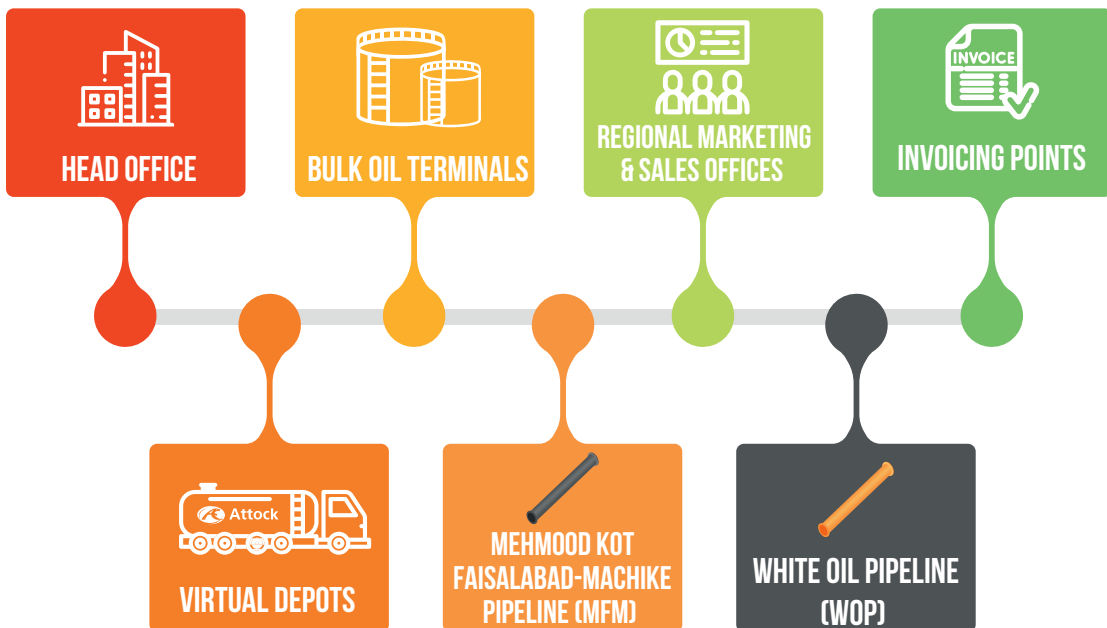 HEAD OFFICE
BULK OIL TERMINALS
REGIONAL MARKETING
& SALES OFFICES
INVOICE
INVOICING POINTS
Attock
VIRTUAL DEPOTS
MEHMOOD KOT
FAISALABAD-MACHIKE
PIPELINE (MFM)
WHITE OIL PIPELINE
(WOP)